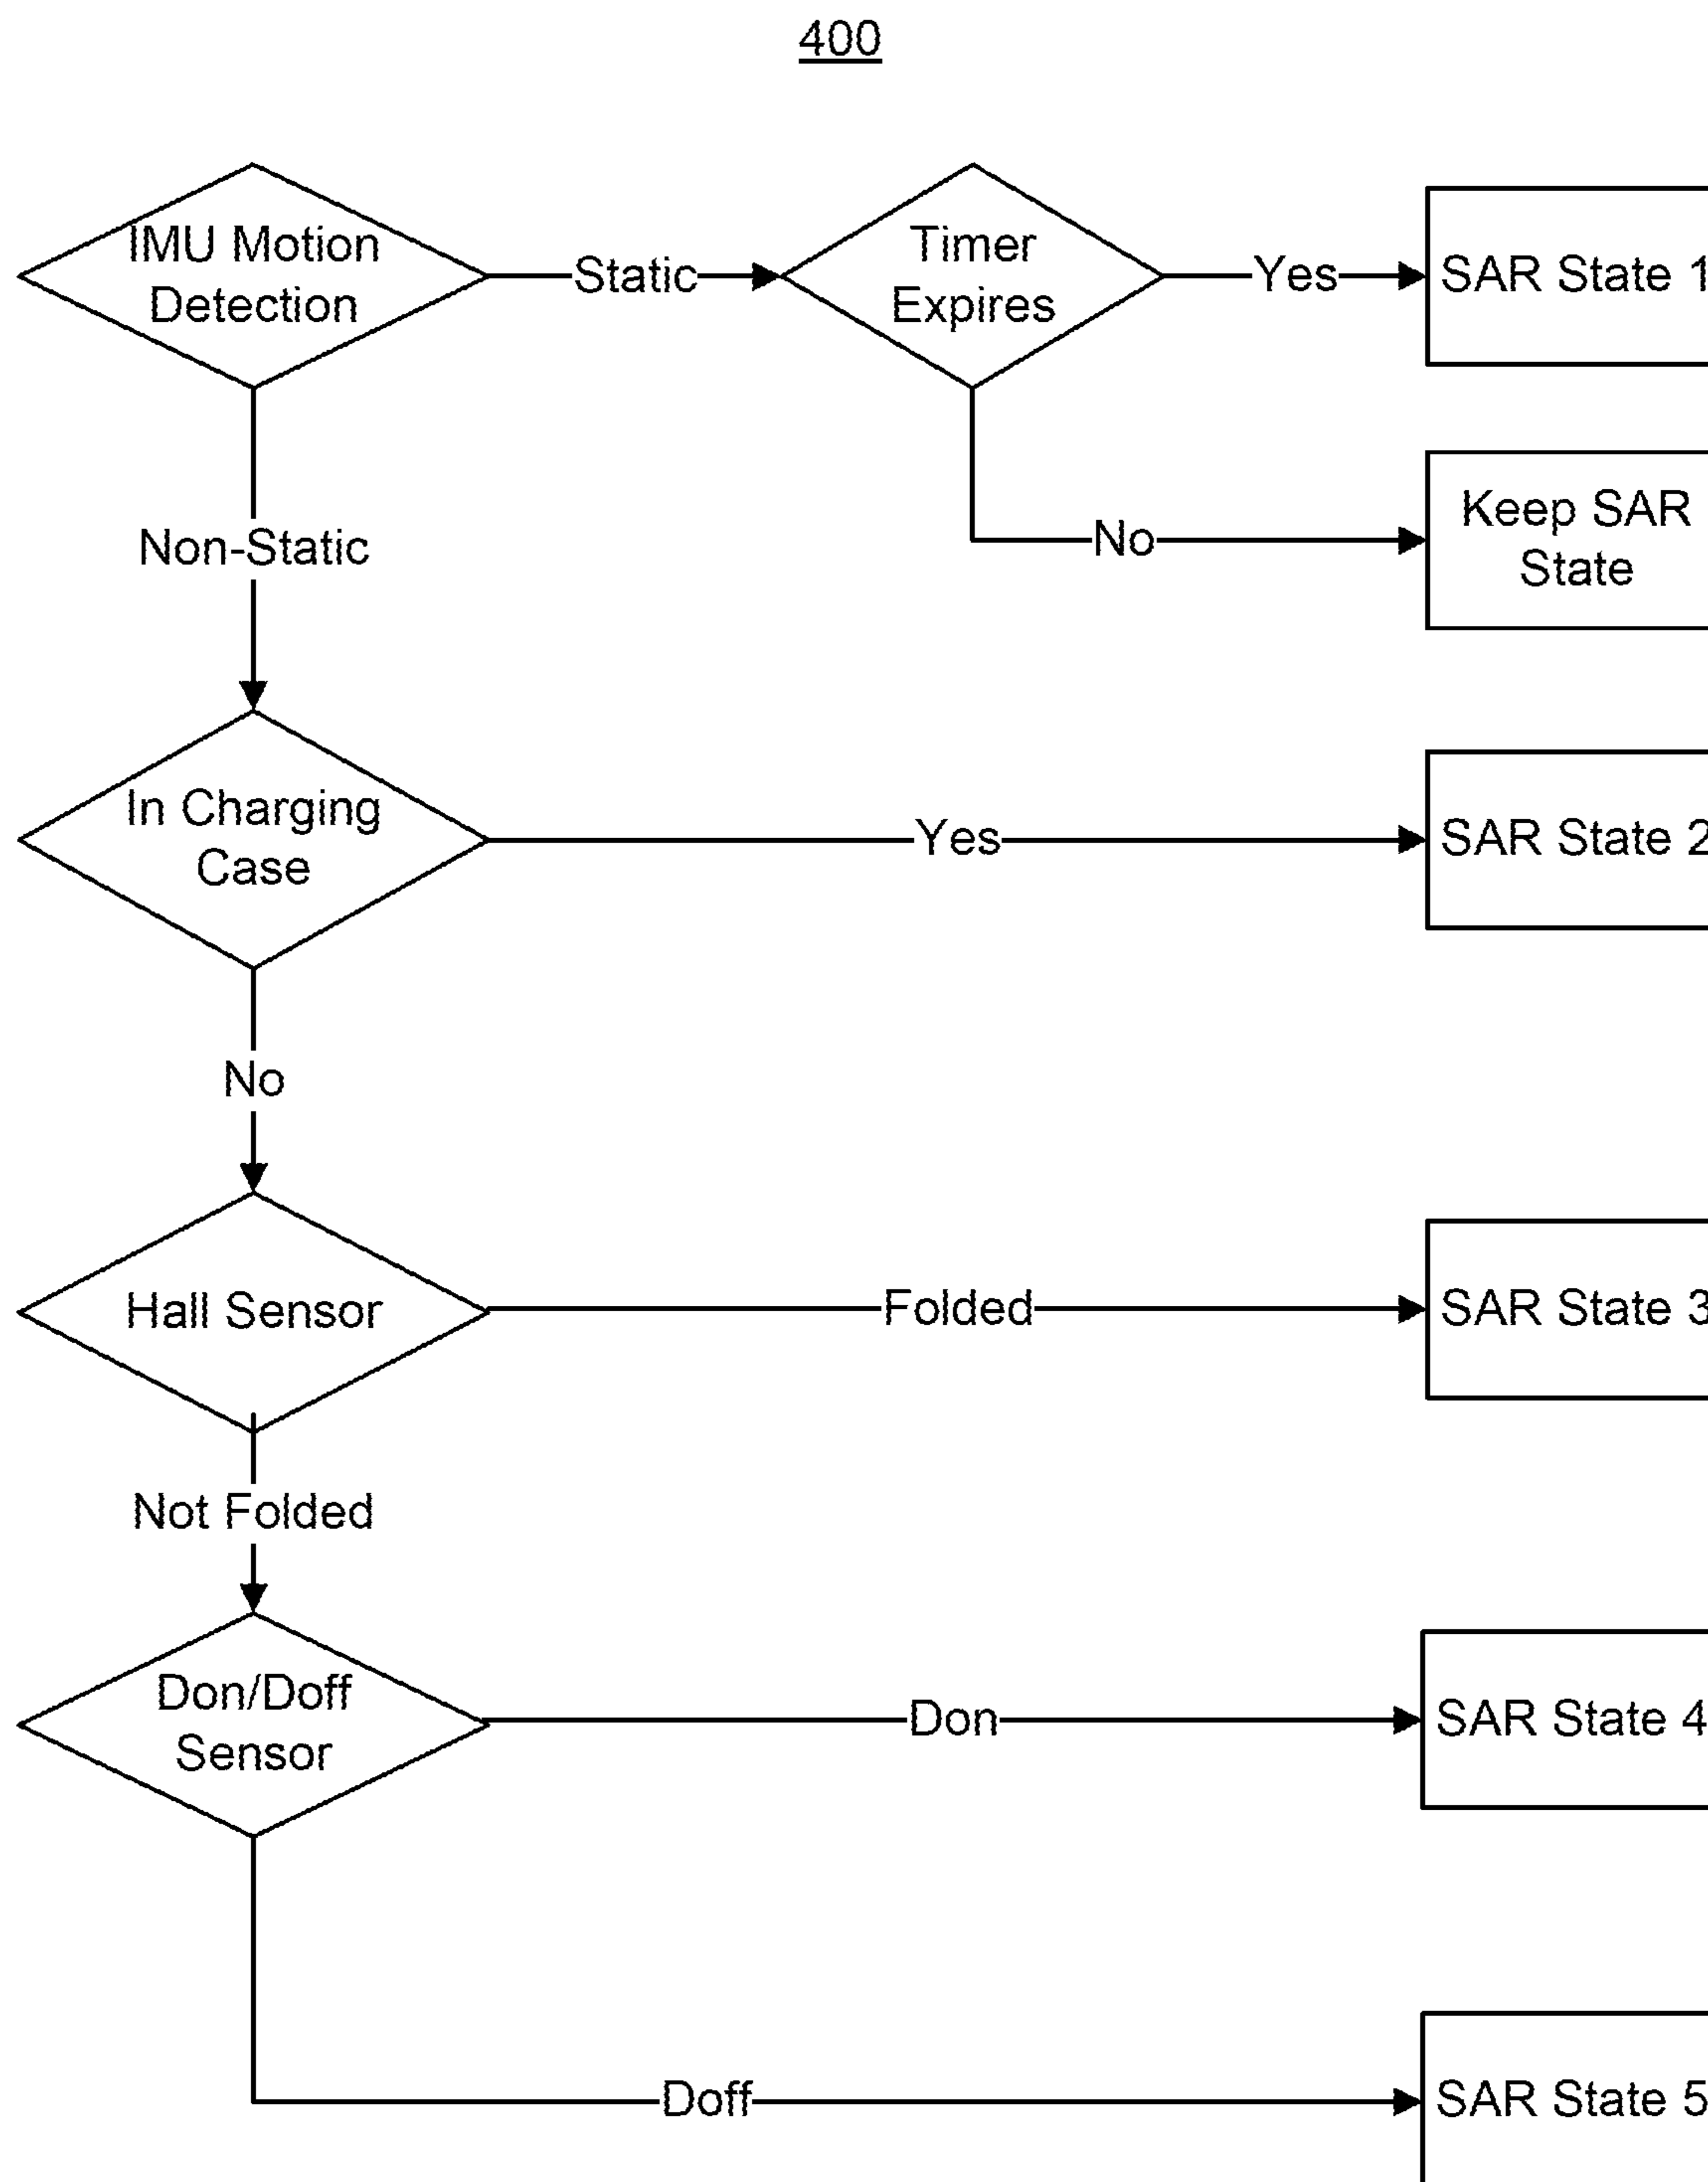 400
IMU Motion
Detection
Static
Timer
Expires
Yes
SAR State 1
No
Keep SAR
State
Non-Static
In Charging
Case
Yes
SAR State 2
No
Hall Sensor
Folded
SAR State 3
Not Folded
Don/Doff
Sensor
Don
SAR State 4
Doff
SAR State 5